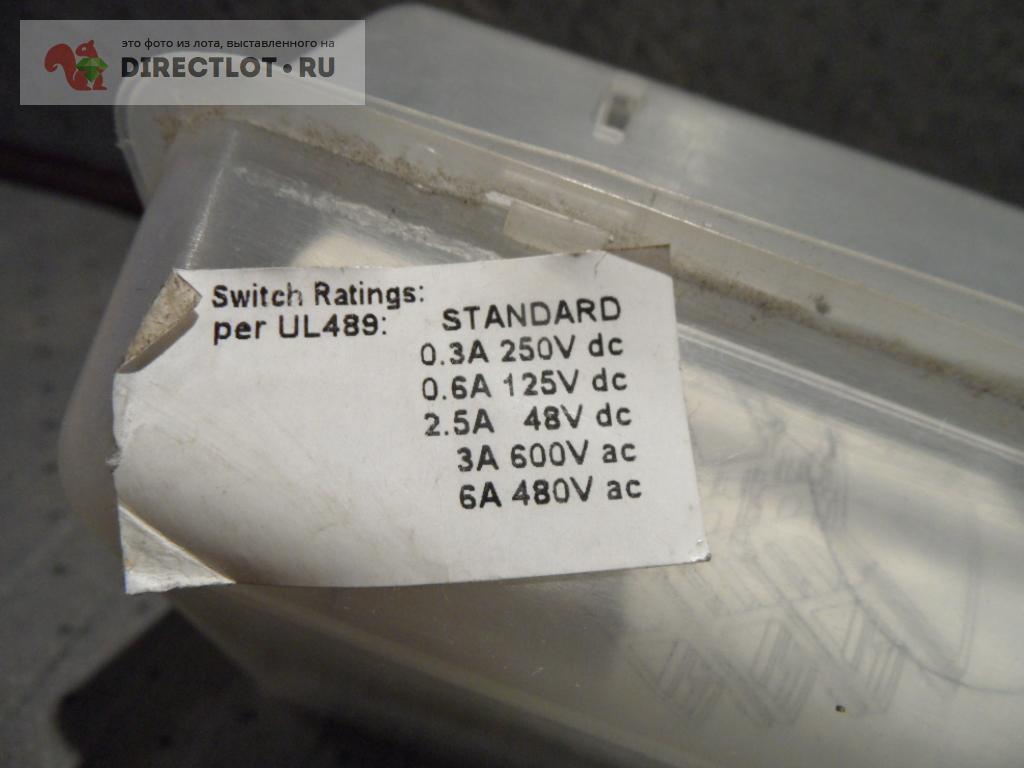 это фото из лота, выставленного на
DIRECTLOT•RU
Switch Ratings:
per UL489: STANDARD
0.3A 250V dc
0.6A 125V dc
2.5A 48V dc
3A 600V ac
6A 480V ac